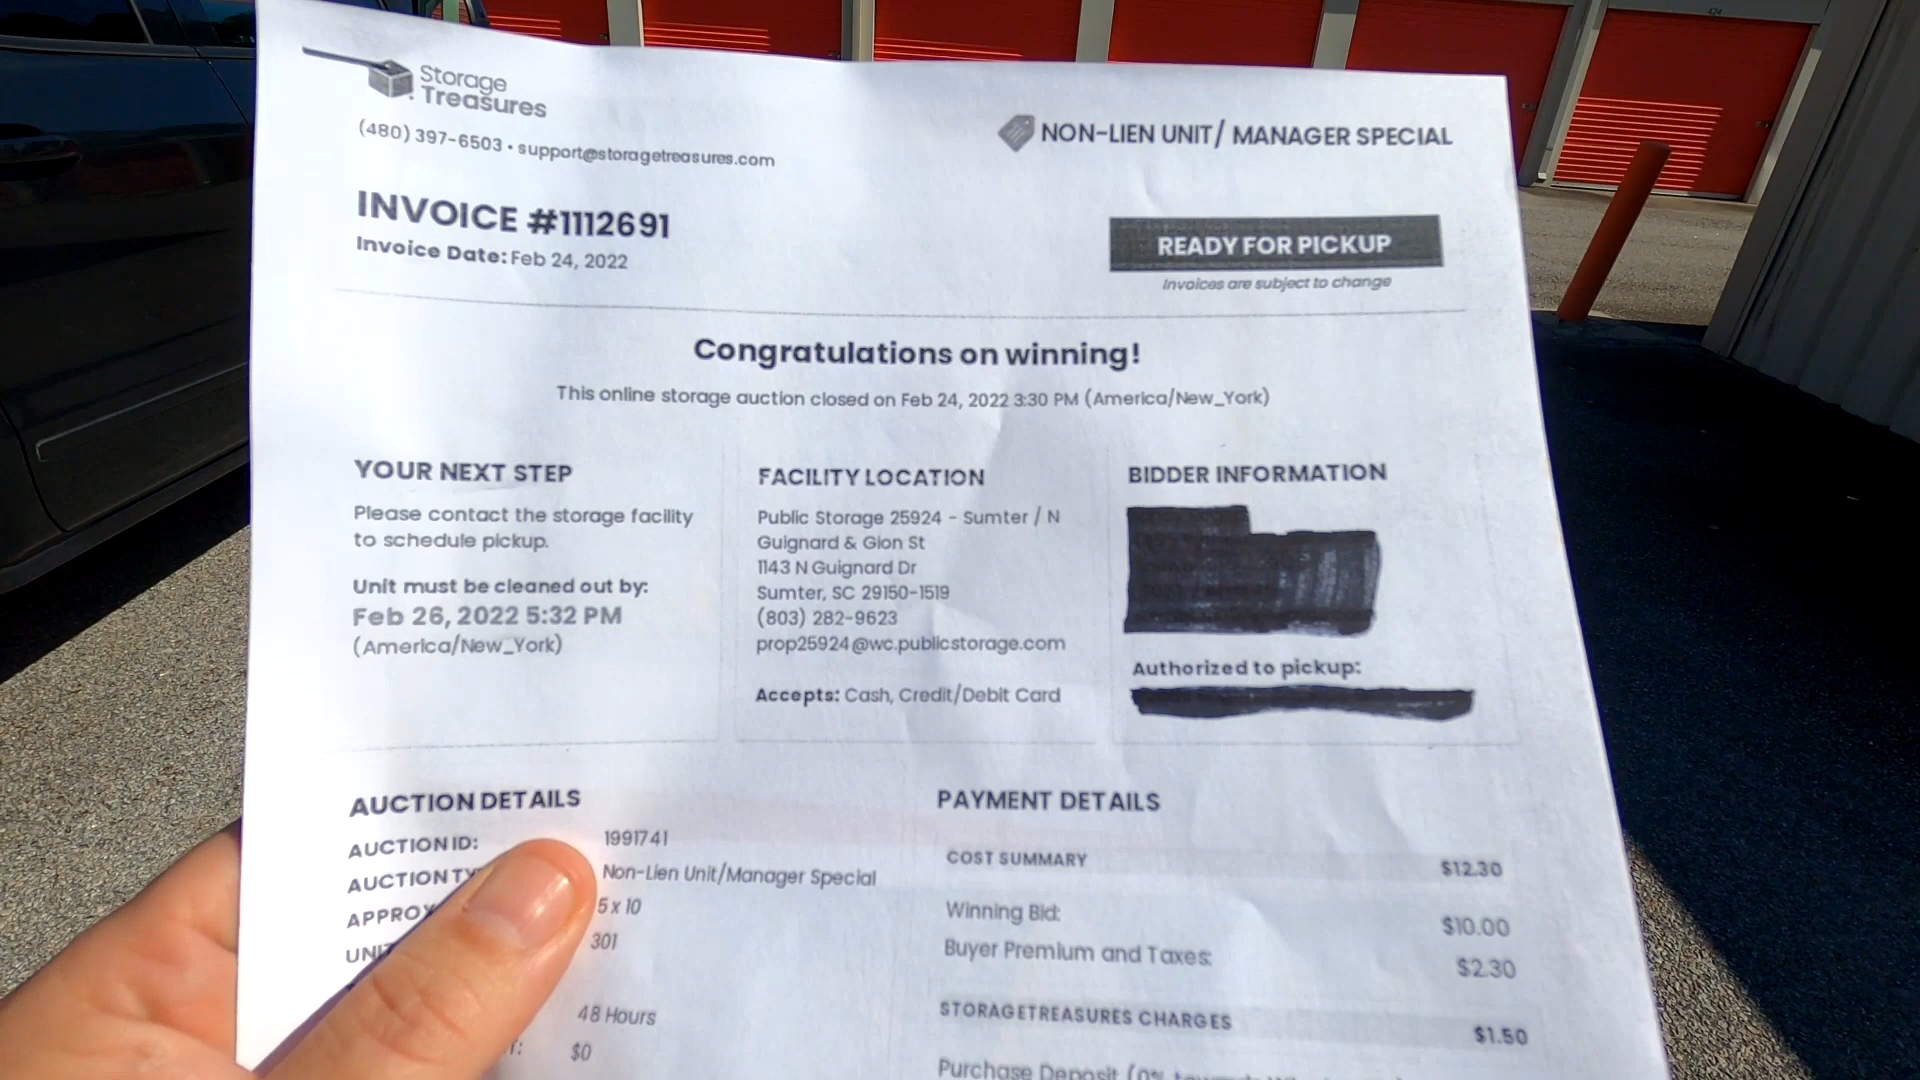 Storage
Treasures
(480) 397-6503 • support@storagetreasures.com
NON-LIEN UNIT/ MANAGER SPECIAL
INVOICE #1112691
Invoice Date: Feb 24, 2022
READY FOR PICKUP
Invoices are subject to change
Congratulations on winning!
This online storage auction closed on Feb 24, 2022 3:30 PM (America/New_York)
YOUR NEXT STEP
Please contact the storage facility
to schedule pickup.
Unit must be cleaned out by:
Feb 26, 2022 5:32 PM
(America/New_York)
FACILITY LOCATION
Public Storage 25924 - Sumter / N
Guignard & Gion St
1143 N Guignard Dr
Sumter, SC 29150-1519
(803) 282-9623
prop25924@wc.publicstorage.com
Accepts: Cash, Credit/Debit Card
BIDDER INFORMATION
Authorized to pickup:
AUCTION DETAILS
AUCTION ID: 1991741
AUCTION TY Non-Lien Unit/Manager Special
APPROX 5 x 10
UNIT 301
48 Hours
$0
PAYMENT DETAILS
COST SUMMARY $12.30
Winning Bid: $10.00
Buyer Premium and Taxes: $2.30
STORAGETREASURES CHARGES $1.50
Purchase Deposit (0%